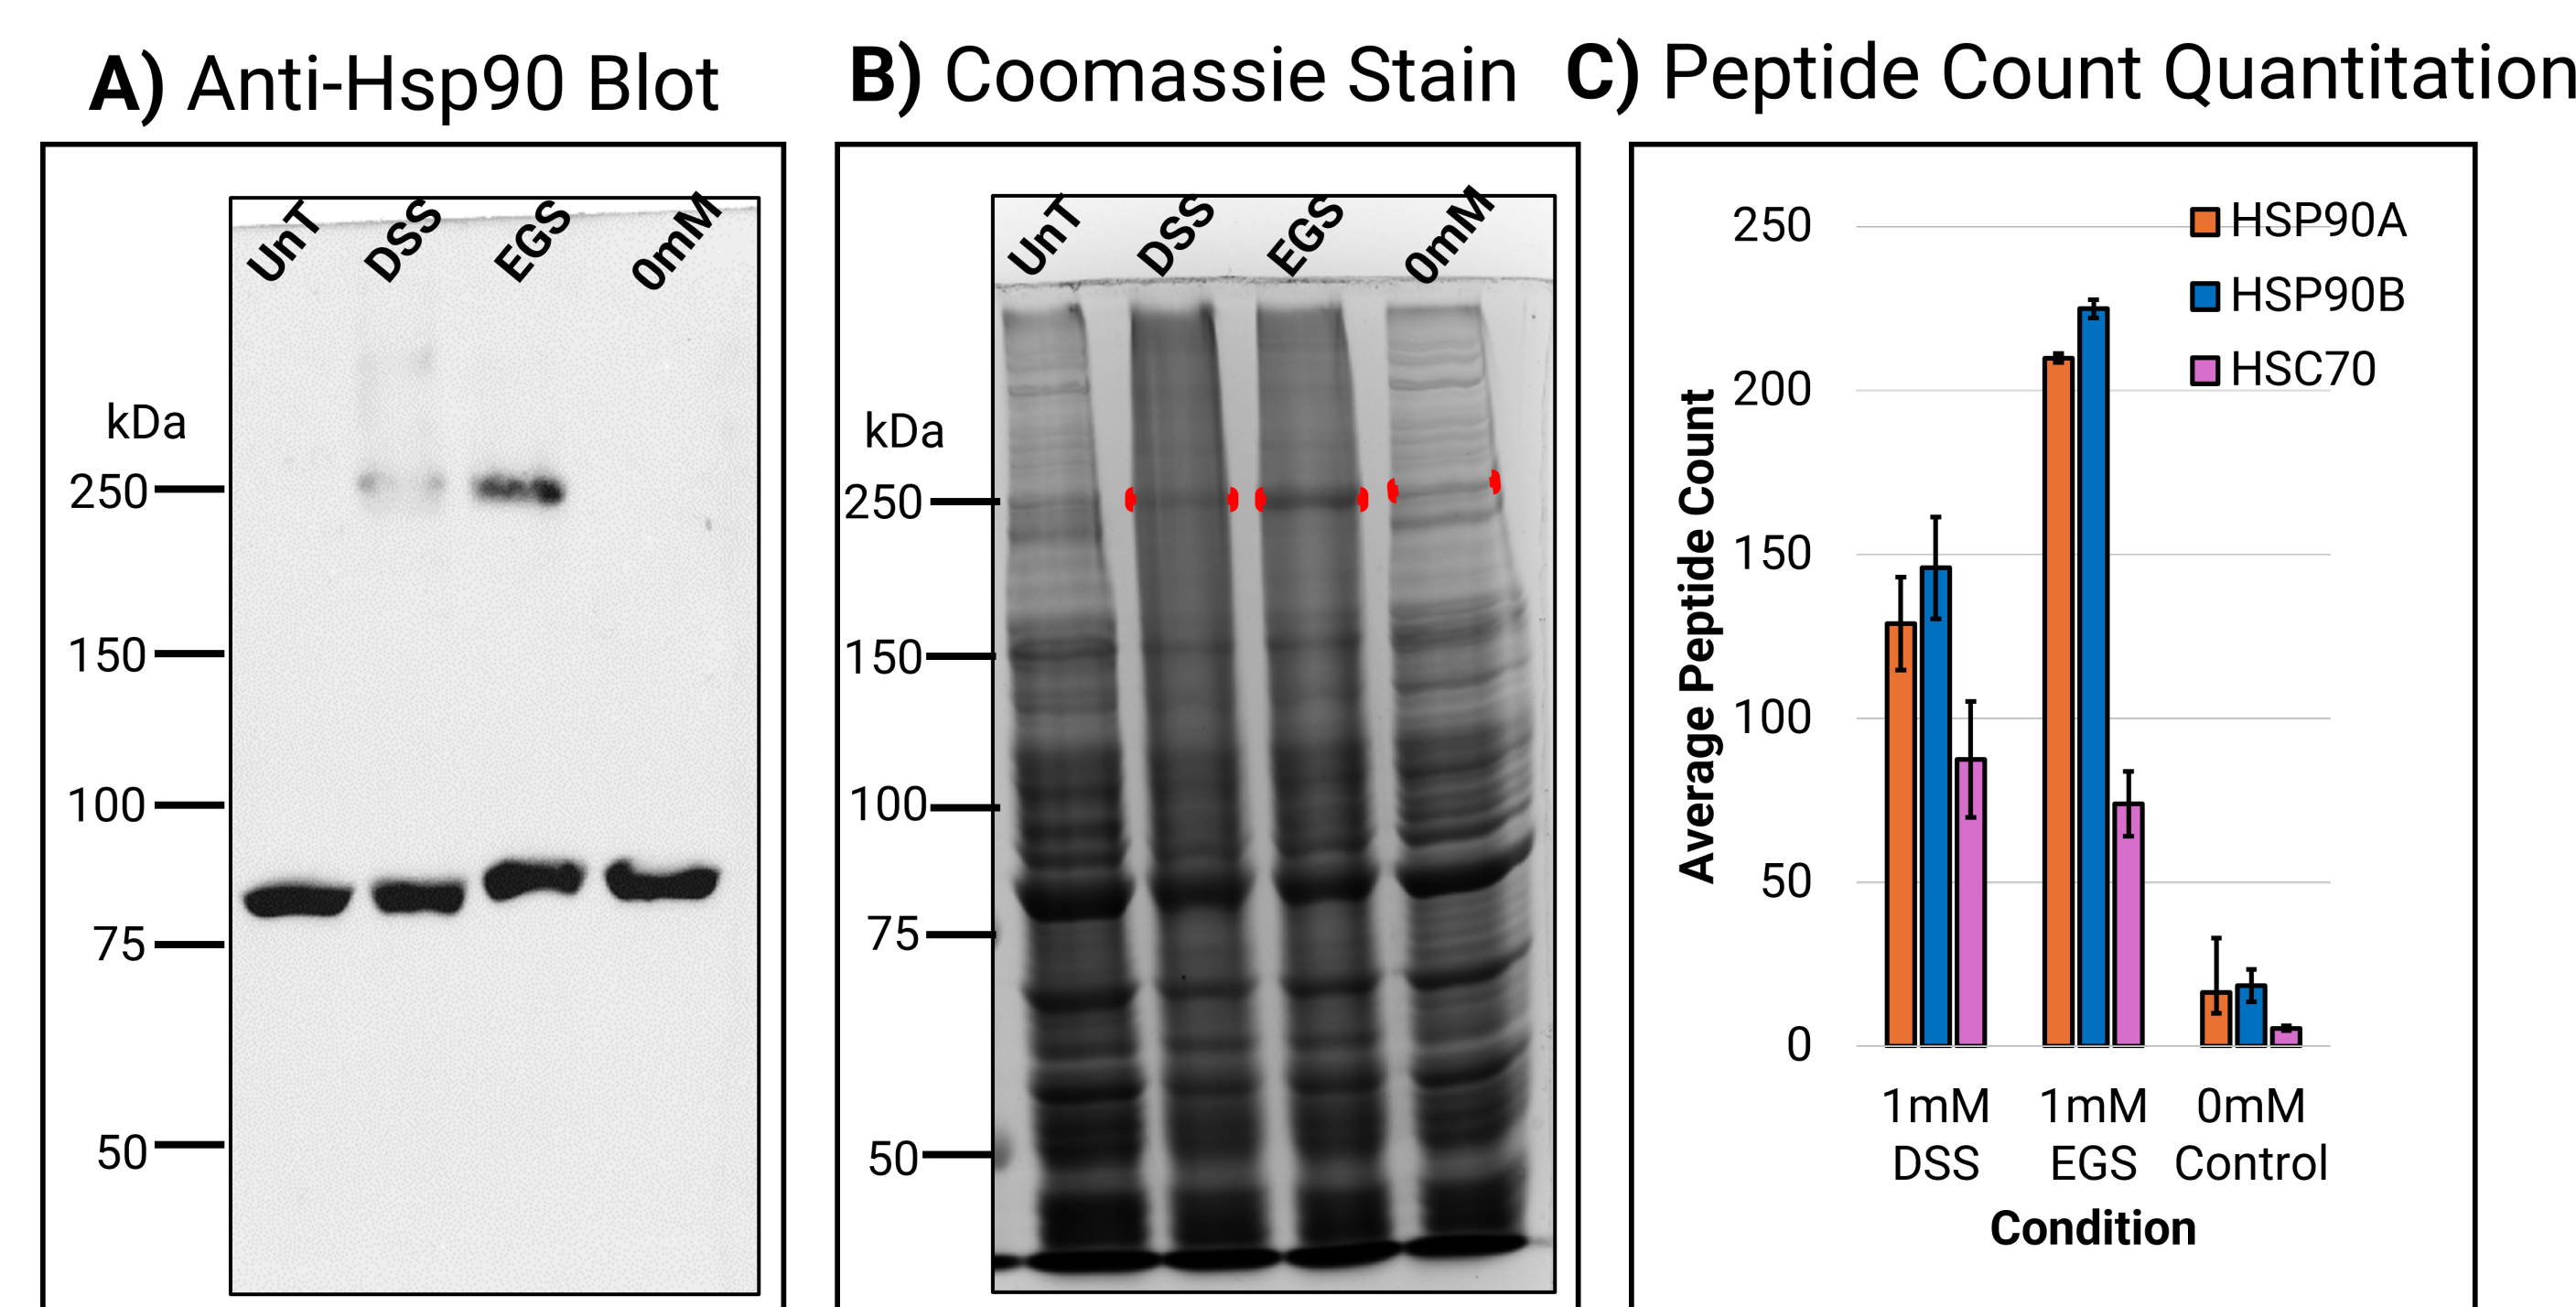 A) Anti-Hsp90 Blot
UnT
DSS
EGS
0mM
kDa
250
150
100
75
50
B) Coomassie Stain
UnT
DSS
EGS
0mM
kDa
250
150
100
75
50
C) Peptide Count Quantitation
HSP90A
HSP90B
HSC70
Average Peptide Count
250
200
150
100
50
0
1mM DSS
1mM EGS
0mM Control
Condition